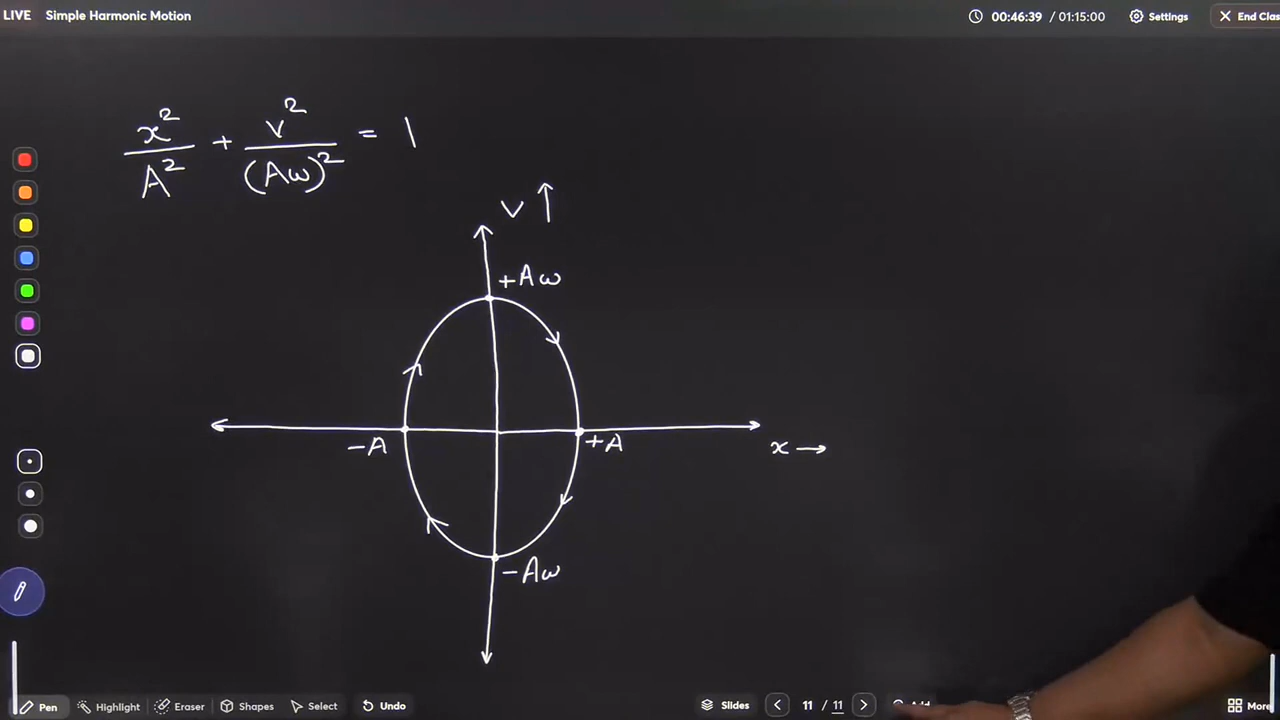 LIVE Simple Harmonic Motion 00:46:39 / 01:15:00 Settings End Clas
x² / A² + v² / (Aω)² = 1
v ↑
+Aω
-A +A x →
-Aω
Pen Highlight Eraser Shapes Select Undo Slides 11 / 11 More